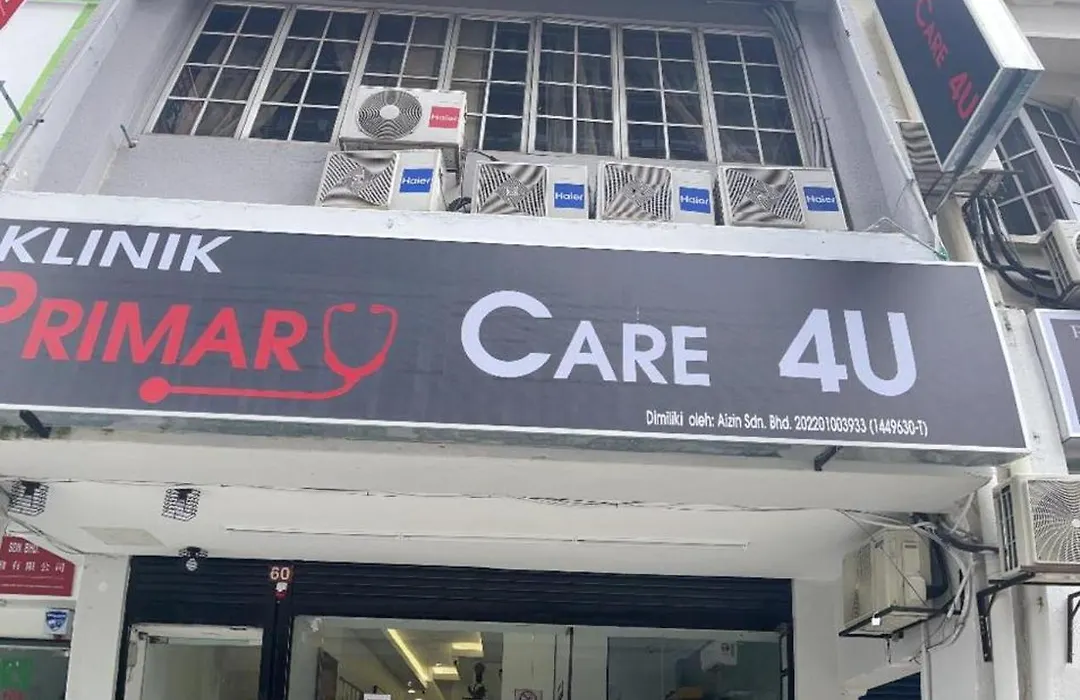 CARE 4U
Haier
Haier
Haier
Haier
Haier
KLINIK
PRIMARY CARE 4U
Dimiliki oleh: Aizin Sdn. Bhd. 202201003933 (1449630-T)
SDN. BHD.
有限公司
60